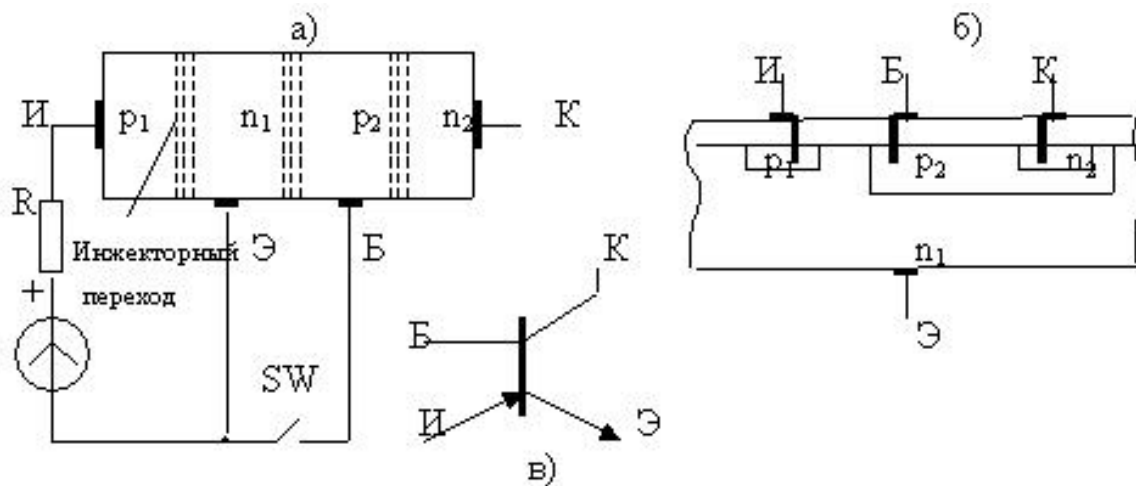 а)
И
p1
n1
p2
n2
К
R
Инжекторный
переход
Э
Б
+
SW
б)
И
Б
К
p1
p2
n2
n1
Э
К
Б
И
Э
в)